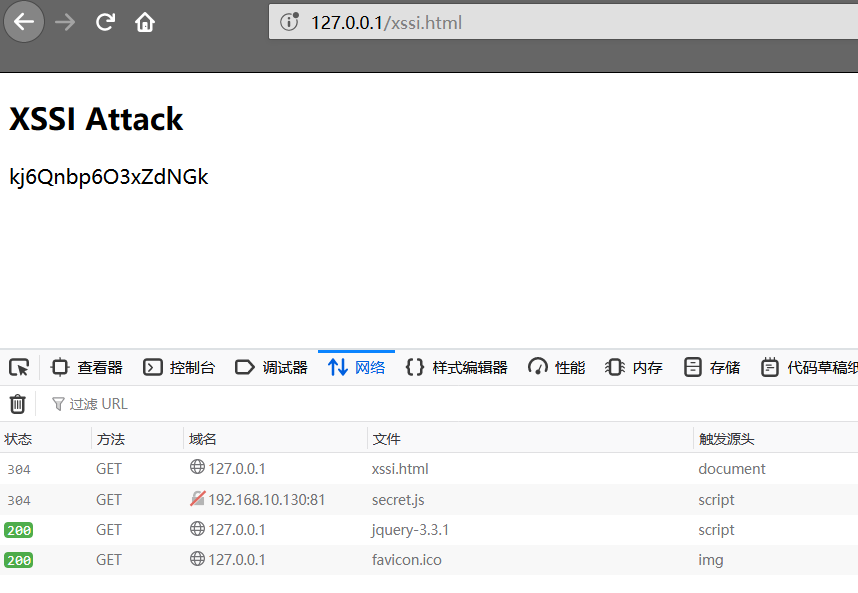 127.0.0.1/xssi.html
XSSI Attack
kj6Qnbp6O3xZdNGk
查看器 控制台 调试器 网络 样式编辑器 性能 内存 存储 代码草稿纸
过滤 URL
状态 方法 域名 文件 触发源头
304 GET 127.0.0.1 xssi.html document
304 GET 192.168.10.130:81 secret.js script
200 GET 127.0.0.1 jquery-3.3.1 script
200 GET 127.0.0.1 favicon.ico img